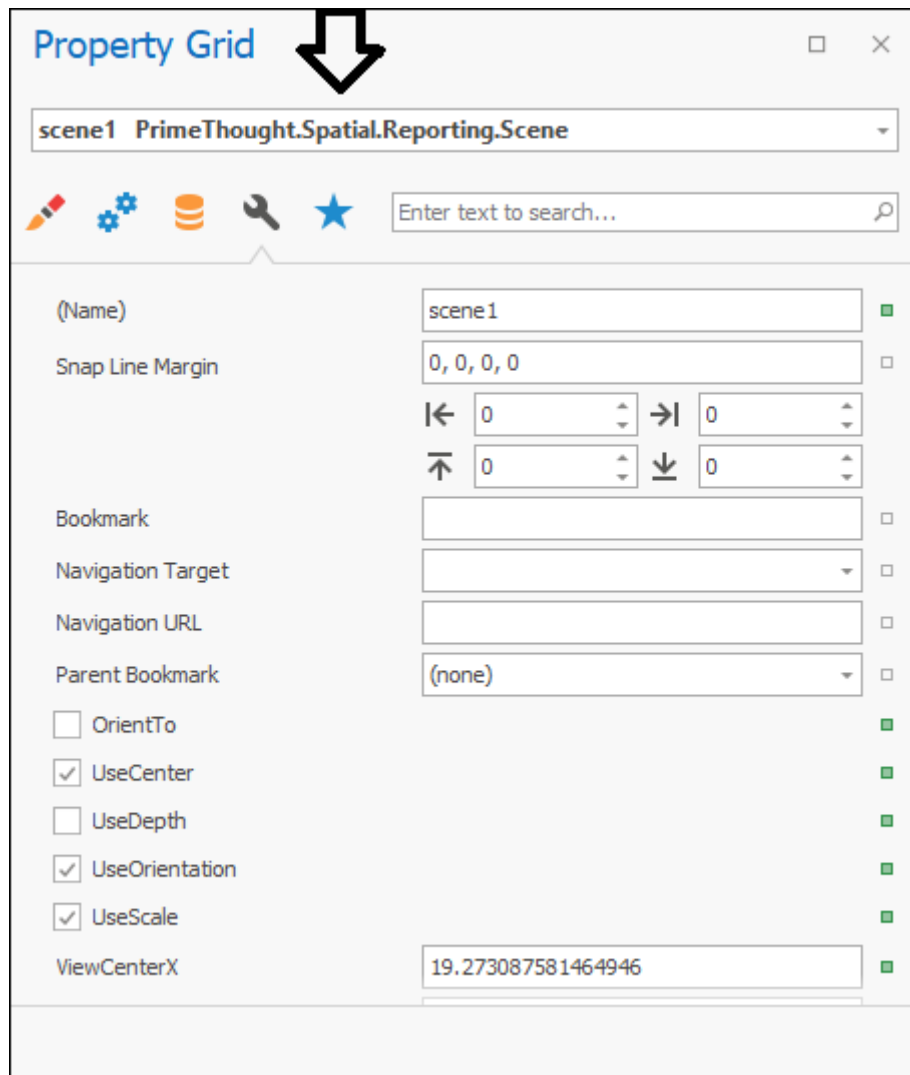 Property Grid
scene1 PrimeThought.Spatial.Reporting.Scene
Enter text to search...
(Name) scene1
Snap Line Margin 0, 0, 0, 0
0 0
0 0
Bookmark
Navigation Target
Navigation URL
Parent Bookmark (none)
OrientTo
UseCenter
UseDepth
UseOrientation
UseScale
ViewCenterX 19.273087581464946